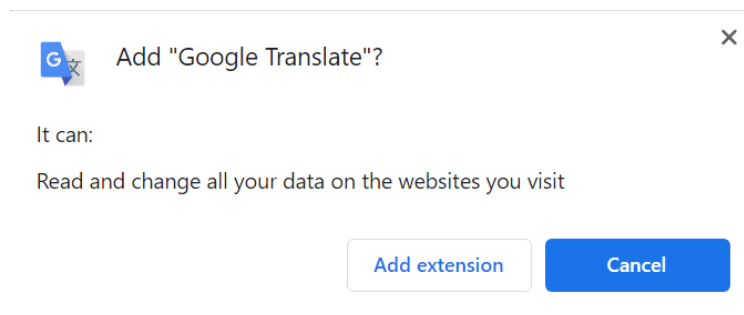 Add "Google Translate"?
It can:
Read and change all your data on the websites you visit
Add extension
Cancel